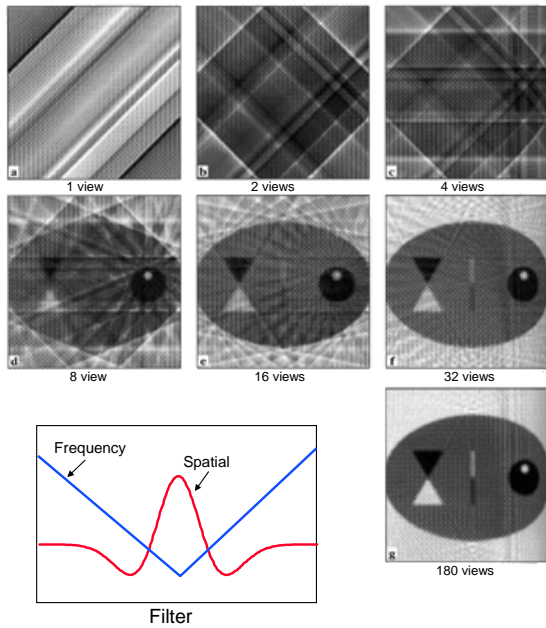 a
b
c
1 view
2 views
4 views
d
e
f
8 view
16 views
32 views
Frequency
Spatial
g
180 views
Filter